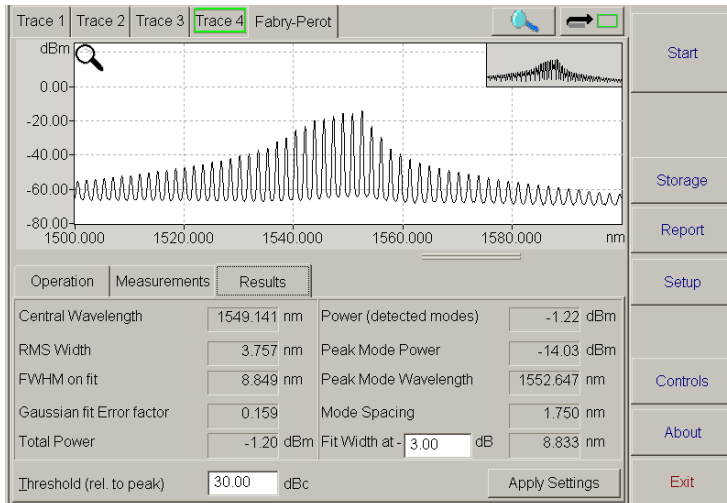 Trace 1 Trace 2 Trace 3 Trace 4 Fabry-Perot
Start
dBm
0.00
-20.00
-40.00
-60.00
-80.00
1500.000 1520.000 1540.000 1560.000 1580.000 nm
Storage
Report
Setup
Controls
About
Exit
Operation Measurements Results
Central Wavelength 1549.141 nm Power (detected modes) -1.22 dBm
RMS Width 3.757 nm Peak Mode Power -14.03 dBm
FWHM on fit 8.849 nm Peak Mode Wavelength 1552.647 nm
Gaussian fit Error factor 0.159 Mode Spacing 1.750 nm
Total Power -1.20 dBm Fit Width at - 3.00 dB 8.833 nm
Threshold (rel. to peak) 30.00 dBc Apply Settings